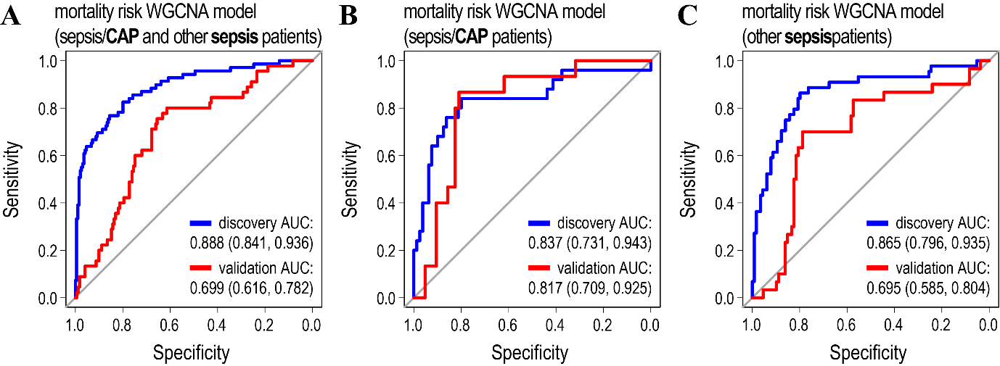 A
mortality risk WGCNA model
(sepsis/CAP and other sepsis patients)
1.0
0.8
0.6
0.4
0.2
0.0
Sensitivity
discovery AUC:
0.888 (0.841, 0.936)
validation AUC:
0.699 (0.616, 0.782)
1.0 0.8 0.6 0.4 0.2 0.0
Specificity
B
mortality risk WGCNA model
(sepsis/CAP patients)
1.0
0.8
0.6
0.4
0.2
0.0
Sensitivity
discovery AUC:
0.837 (0.731, 0.943)
validation AUC:
0.817 (0.709, 0.925)
1.0 0.8 0.6 0.4 0.2 0.0
Specificity
C
mortality risk WGCNA model
(other sepsispatients)
1.0
0.8
0.6
0.4
0.2
0.0
Sensitivity
discovery AUC:
0.865 (0.796, 0.935)
validation AUC:
0.695 (0.585, 0.804)
1.0 0.8 0.6 0.4 0.2 0.0
Specificity